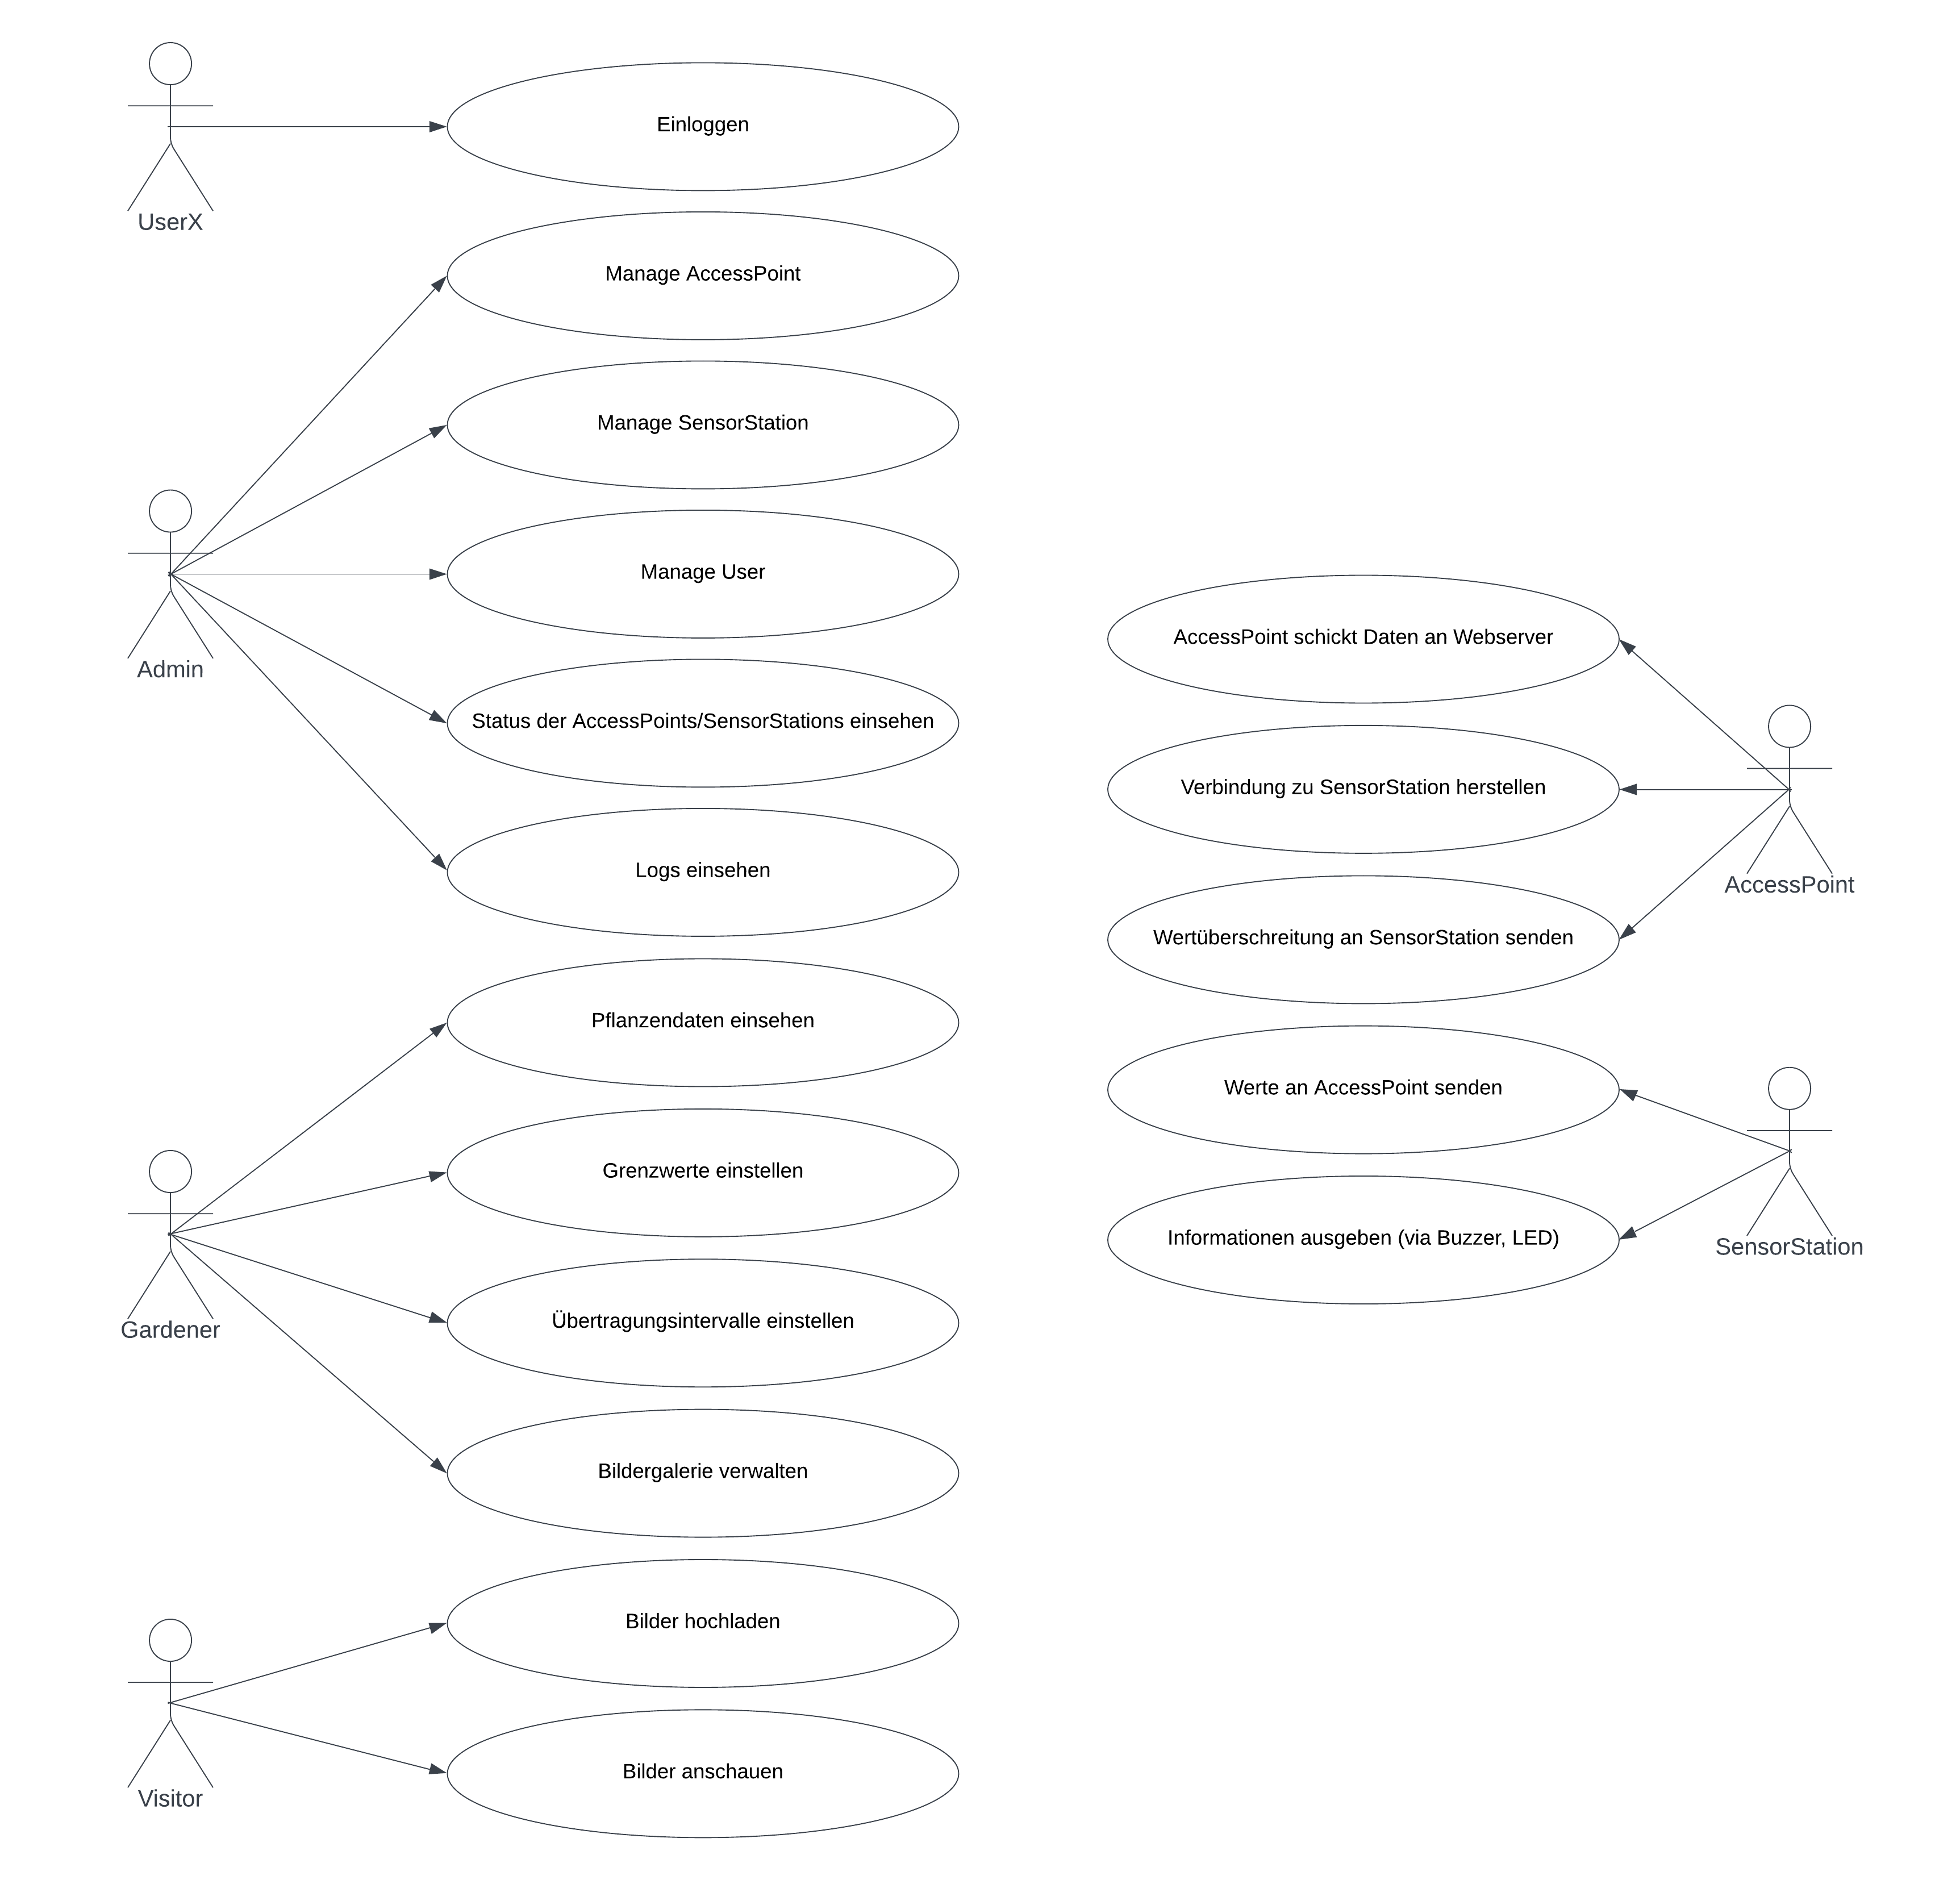 Einloggen
UserX
Manage AccessPoint
Manage SensorStation
Manage User
Admin
Status der AccessPoints/SensorStations einsehen
Logs einsehen
Pflanzendaten einsehen
Grenzwerte einstellen
Gardener
Übertragungsintervalle einstellen
Bildergalerie verwalten
Bilder hochladen
Bilder anschauen
Visitor
AccessPoint schickt Daten an Webserver
Verbindung zu SensorStation herstellen
AccessPoint
Wertüberschreitung an SensorStation senden
Werte an AccessPoint senden
Informationen ausgeben (via Buzzer, LED)
SensorStation